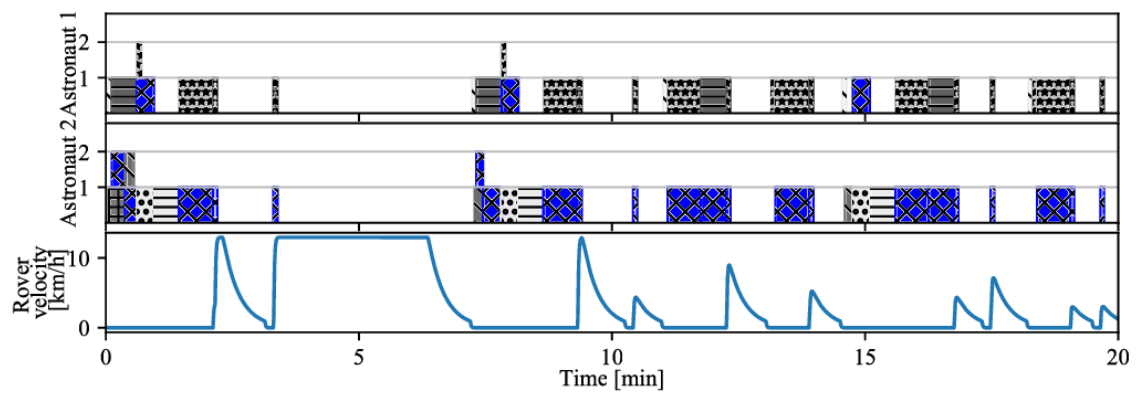 Astronaut 1
2
1
Astronaut 2
2
1
Rover
velocity
[km/h]
10
0
0 5 10 15 20
Time [min]